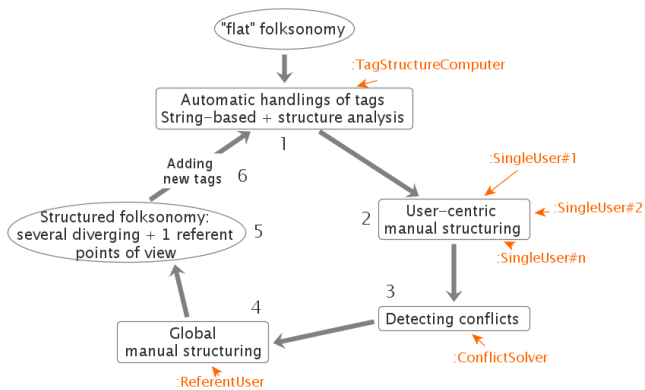 "flat" folksonomy
:TagStructureComputer
Automatic handlings of tags
String-based + structure analysis
1
Adding
new tags
6
:SingleUser#1
Structured folksonomy:
several diverging + 1 referent
points of view
5
2
User-centric
manual structuring
:SingleUser#2
:SingleUser#n
3
Detecting conflicts
4
Global
manual structuring
:ConflictSolver
:ReferentUser